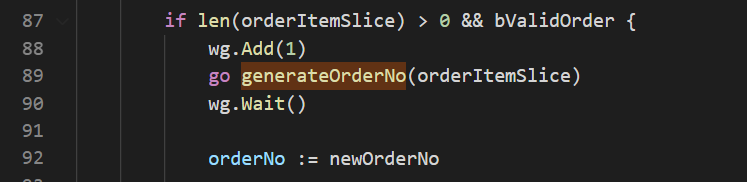 87 if len(orderItemSlice) > 0 && bValidOrder {
88 wg.Add(1)
89 go generateOrderNo(orderItemSlice)
90 wg.Wait()
91
92 orderNo := newOrderNo